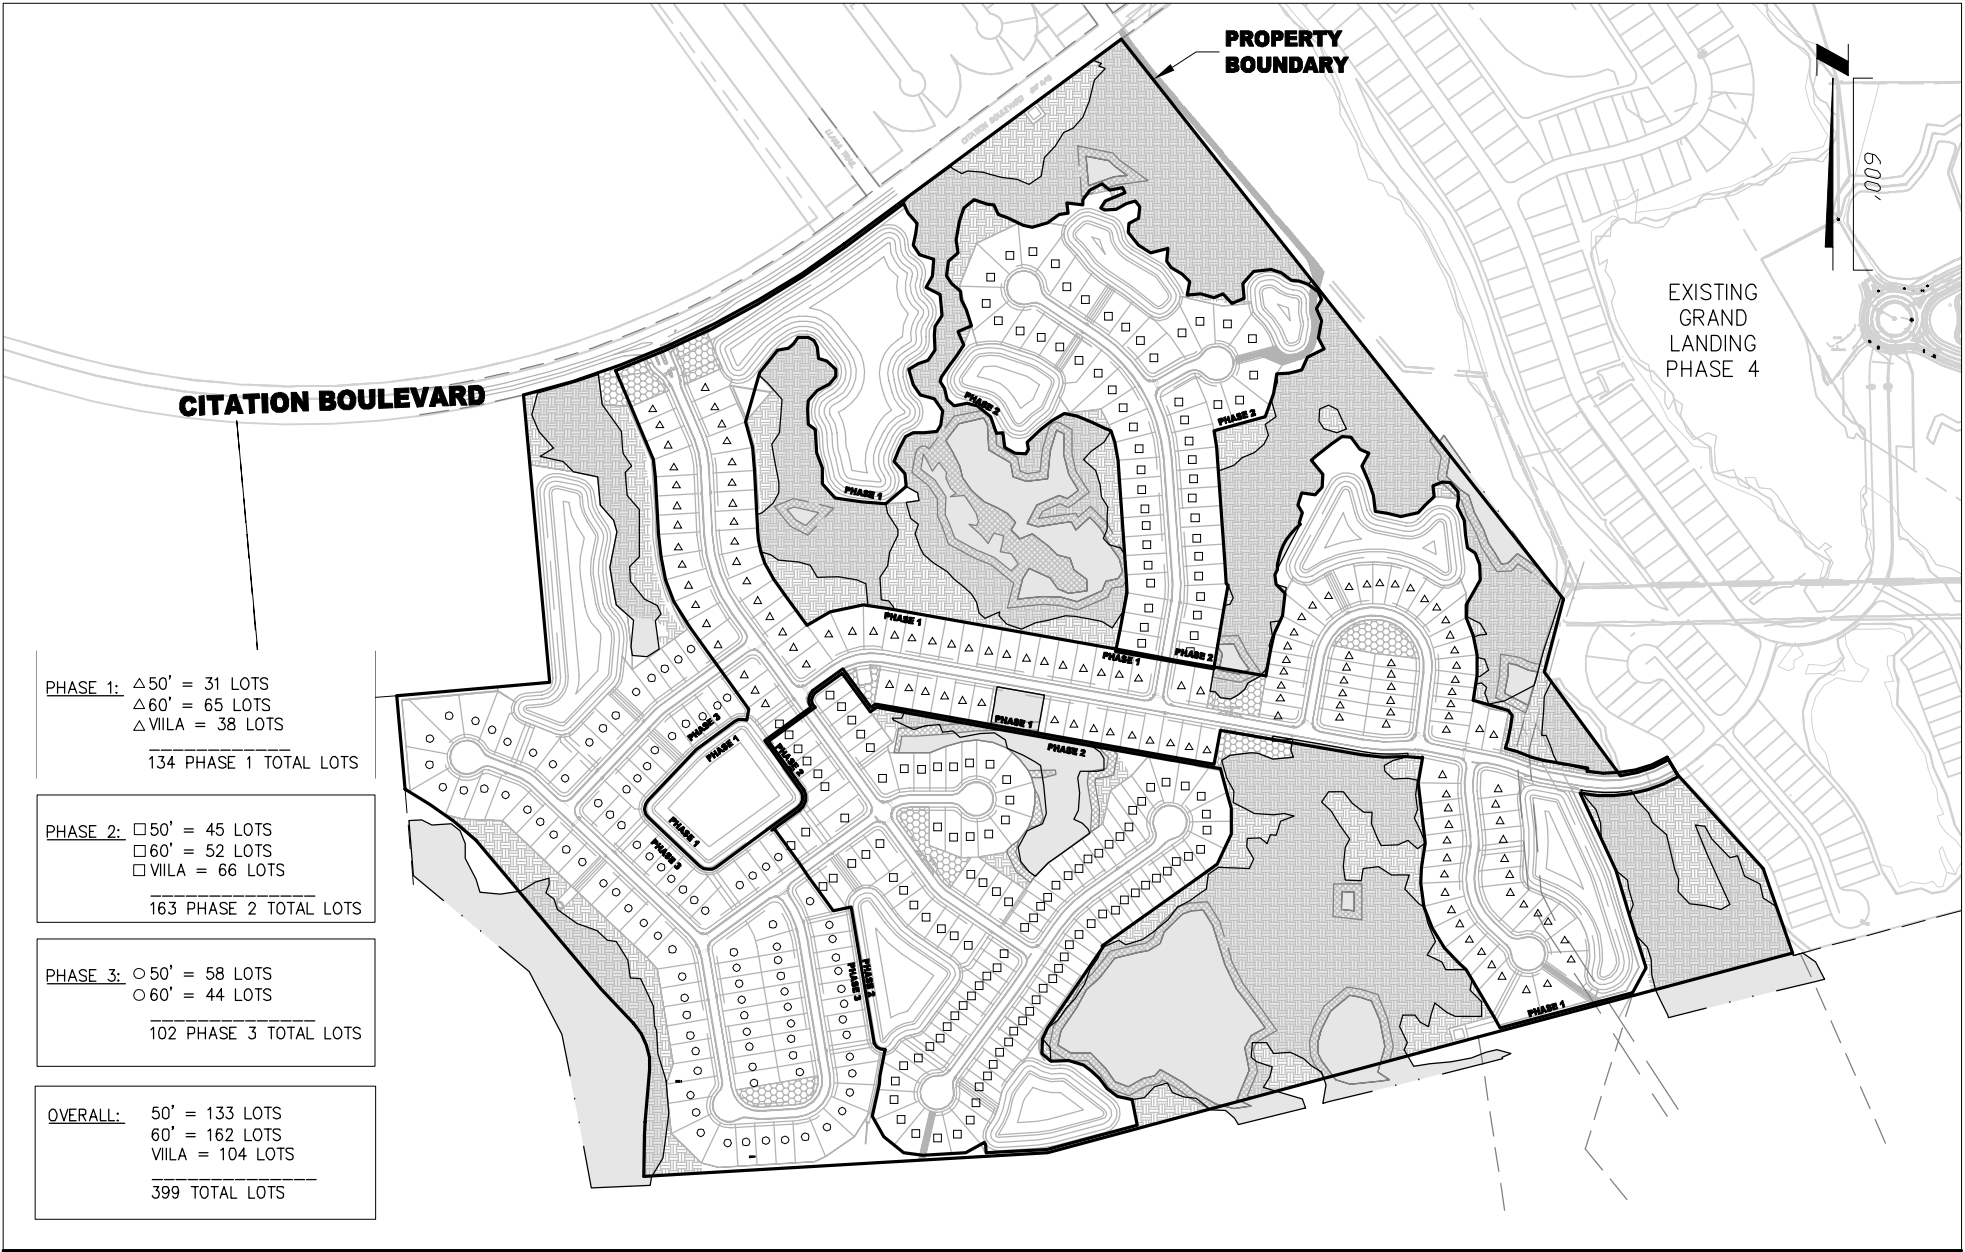 PROPERTY
BOUNDARY
N
600'
CITATION BOULEVARD 60' R/W
EXISTING
GRAND
LANDING
PHASE 4
CITATION BOULEVARD
PHASE 1
PHASE 2
PHASE 2
PHASE 1
PHASE 1
PHASE 2
PHASE 3
PHASE 1
PHASE 2
PHASE 1
PHASE 2
PHASE 1
PHASE 3
PHASE 2
PHASE 3
PHASE 1
PHASE 1: △ 50' = 31 LOTS
△ 60' = 65 LOTS
△ VIILA = 38 LOTS
134 PHASE 1 TOTAL LOTS
PHASE 2: □ 50' = 45 LOTS
□ 60' = 52 LOTS
□ VIILA = 66 LOTS
163 PHASE 2 TOTAL LOTS
PHASE 3: ○ 50' = 58 LOTS
○ 60' = 44 LOTS
102 PHASE 3 TOTAL LOTS
OVERALL: 50' = 133 LOTS
60' = 162 LOTS
VIILA = 104 LOTS
399 TOTAL LOTS